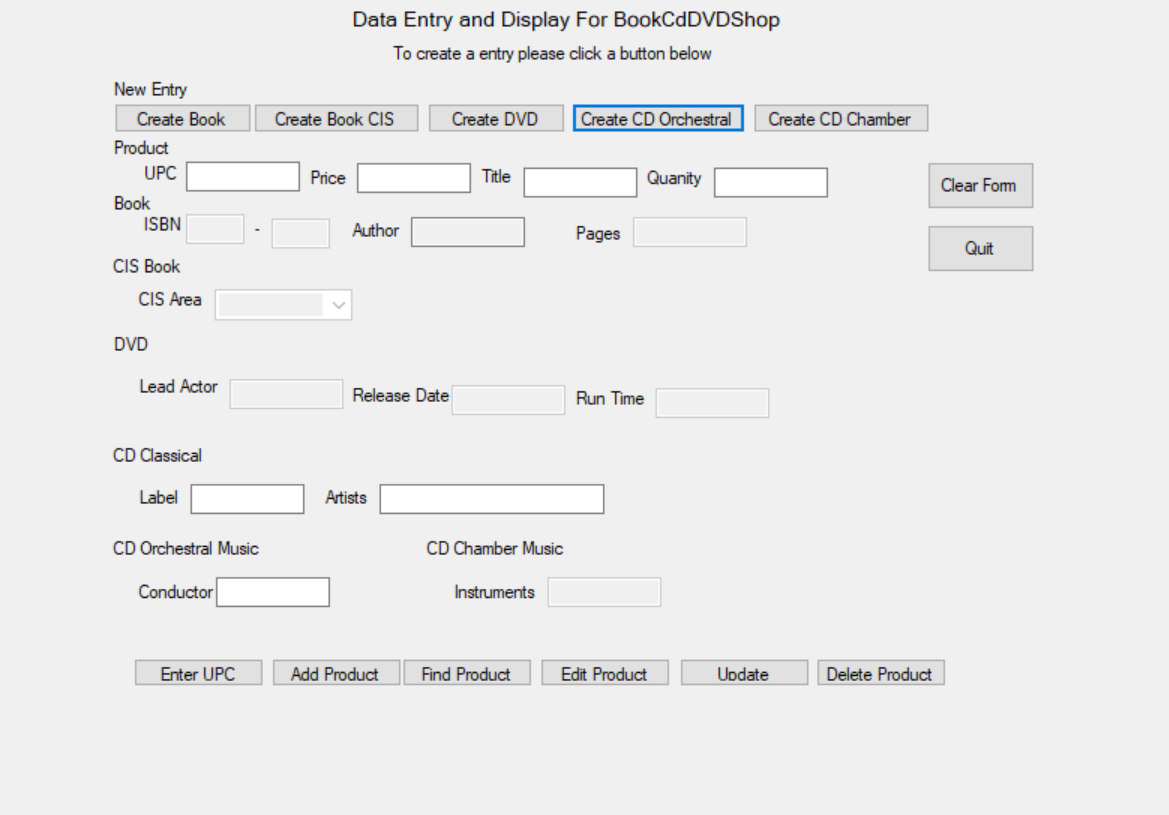 Data Entry and Display For BookCdDVDShop
To create a entry please click a button below
New Entry
Create Book Create Book CIS Create DVD Create CD Orchestral Create CD Chamber
Product
UPC Price Title Quanity Clear Form
Book
ISBN - Author Pages Quit
CIS Book
CIS Area
DVD
Lead Actor Release Date Run Time
CD Classical
Label Artists
CD Orchestral Music CD Chamber Music
Conductor Instruments
Enter UPC Add Product Find Product Edit Product Update Delete Product